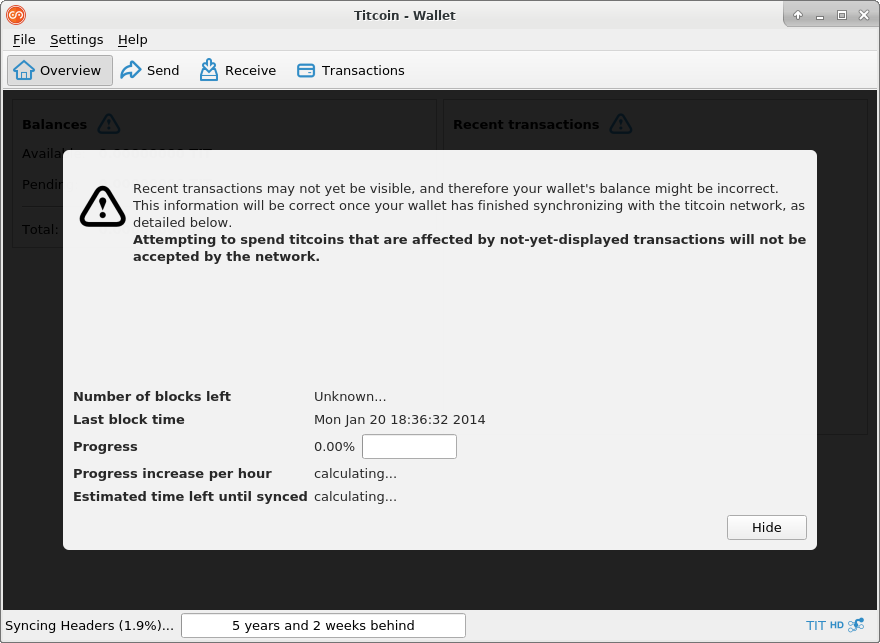 Titcoin - Wallet
File Settings Help
Overview Send Receive Transactions
Balances Recent transactions
Pendin
Total:
Recent transactions may not yet be visible, and therefore your wallet's balance might be incorrect.
This information will be correct once your wallet has finished synchronizing with the titcoin network, as
detailed below.
Attempting to spend titcoins that are affected by not-yet-displayed transactions will not be
accepted by the network.
Number of blocks left Unknown...
Last block time Mon Jan 20 18:36:32 2014
Progress 0.00%
Progress increase per hour calculating...
Estimated time left until synced calculating...
Hide
Syncing Headers (1.9%)... 5 years and 2 weeks behind TIT HD